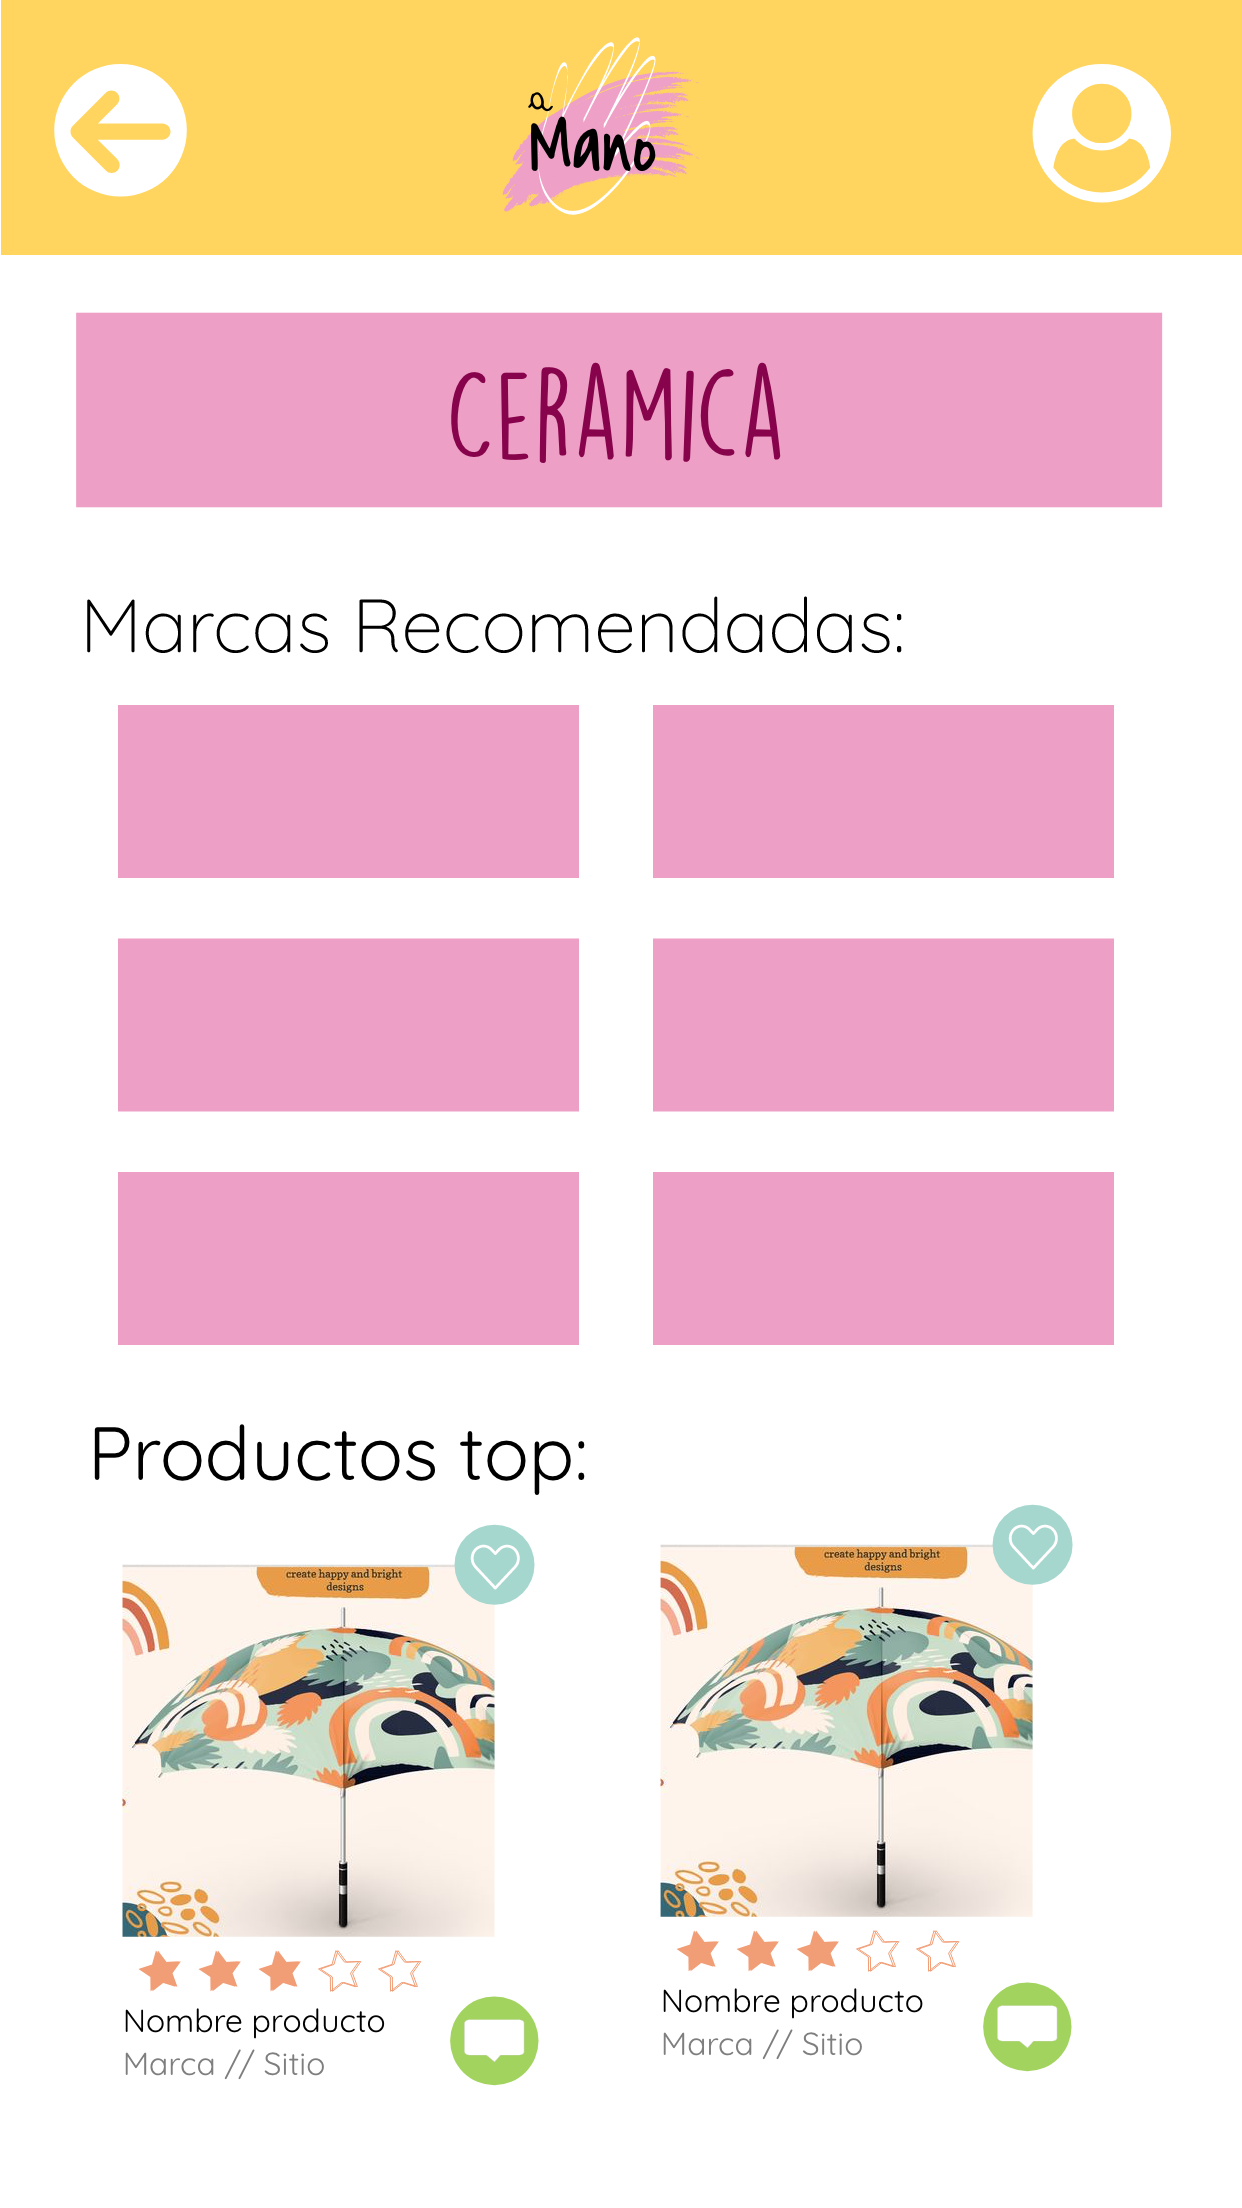 a
Mano
CERAMICA
Marcas Recomendadas:
Productos top:
create happy and bright
designs
create happy and bright
designs
Nombre producto
Marca // Sitio
Nombre producto
Marca // Sitio